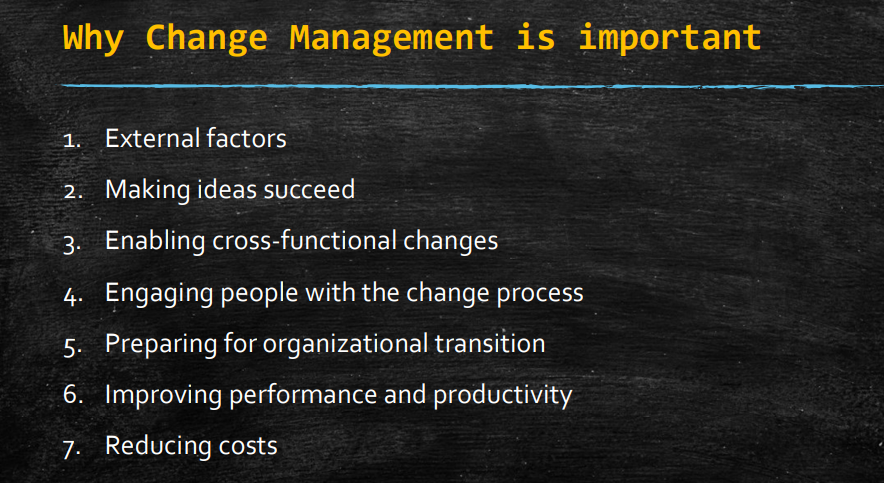 Why Change Management is important
1. External factors
2. Making ideas succeed
3. Enabling cross-functional changes
4. Engaging people with the change process
5. Preparing for organizational transition
6. Improving performance and productivity
7. Reducing costs